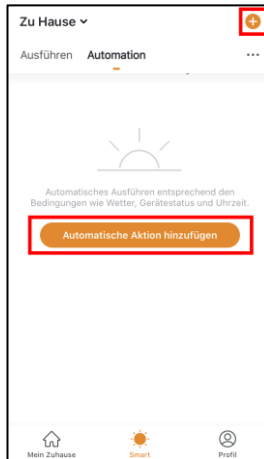 Zu Hause
Ausführen Automation
Automatisches Ausführen entsprechend den
Bedingungen wie Wetter, Gerätestatus und Uhrzeit.
Automatische Aktion hinzufügen
Mein Zuhause Smart Profil